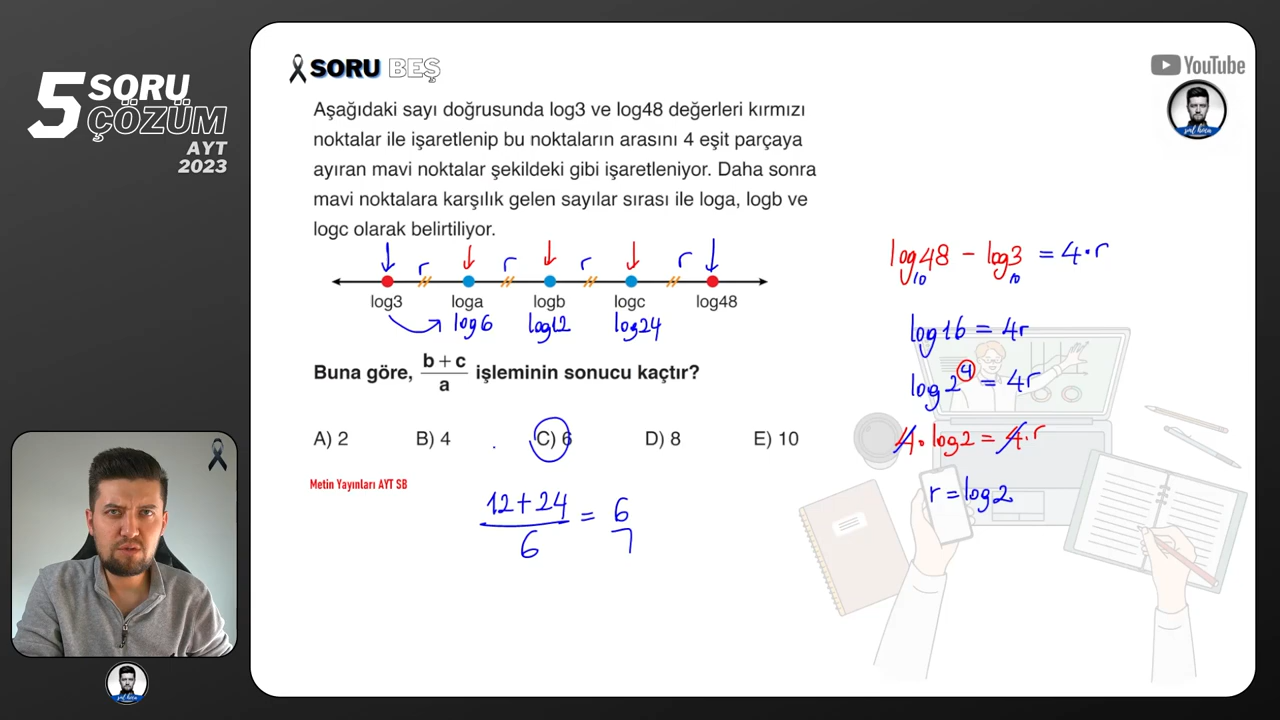 5 SORU
ÇÖZÜM
AYT
2023
SORU BEŞ
YouTube
Aşağıdaki sayı doğrusunda log3 ve log48 değerleri kırmızı
noktalar ile işaretlenip bu noktaların arasını 4 eşit parçaya
ayıran mavi noktalar şekildeki gibi işaretleniyor. Daha sonra
mavi noktalara karşılık gelen sayılar sırası ile loga, logb ve
logc olarak belirtiliyor.
r r r r
log3 loga logb logc log48
log6 log12 log24
Buna göre, b + c / a işleminin sonucu kaçtır?
A) 2 B) 4 C) 6 D) 8 E) 10
Metin Yayınları AYT SB
12+24 / 6 = 6
7
log₁₀48 - log₁₀3 = 4·r
log16 = 4r
log2⁴ = 4r
4·log2 = 4·r
r = log2